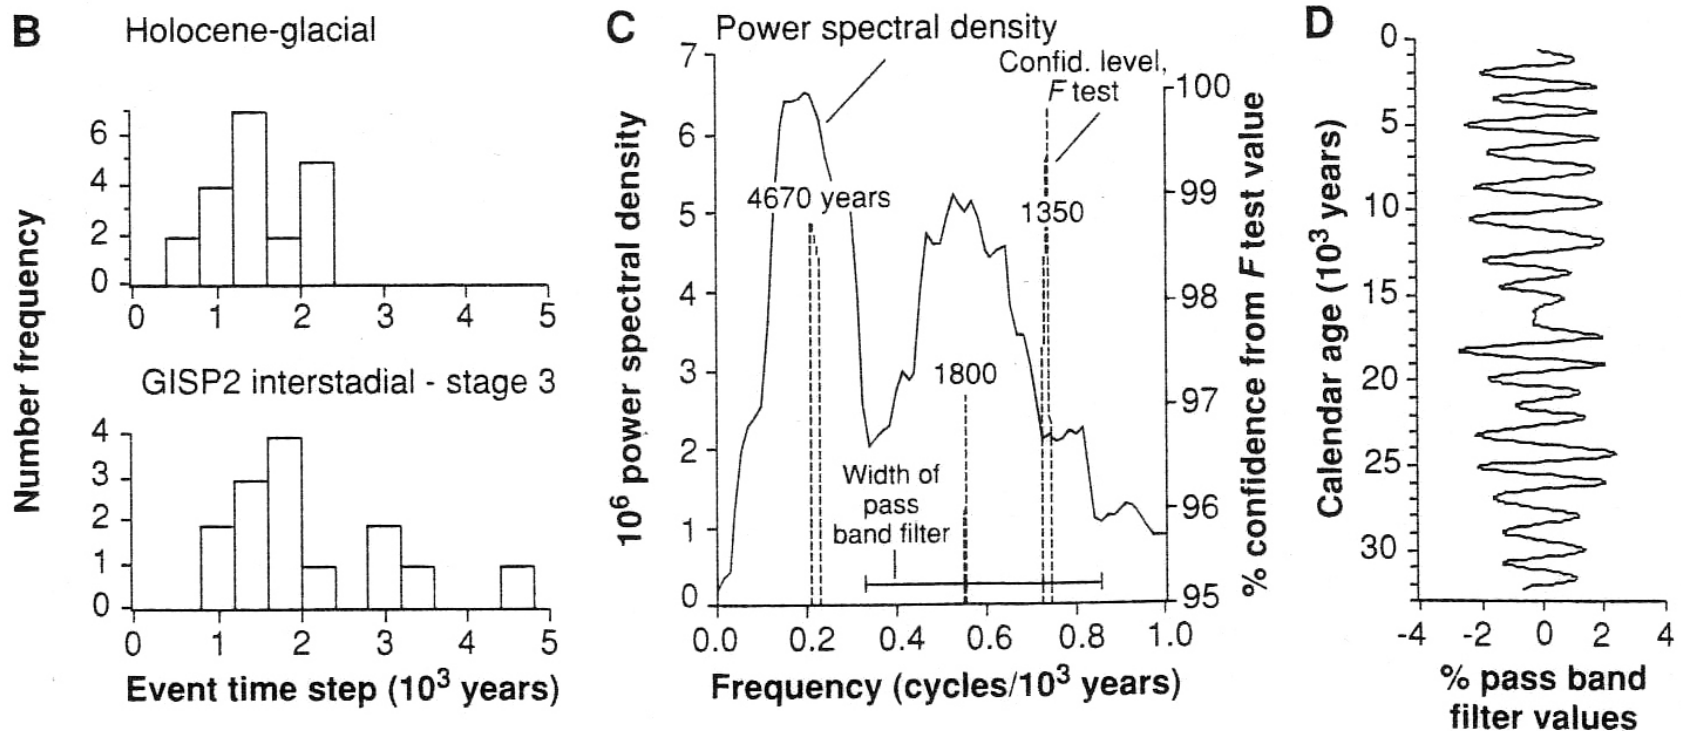 B
Holocene-glacial
6
4
2
0
0 1 2 3 4 5
GISP2 interstadial - stage 3
4
3
2
1
0
0 1 2 3 4 5
Number frequency
Event time step (10³ years)
C
Power spectral density
Confid. level,
F test
7
6
5
4
3
2
1
0
10⁶ power spectral density
4670 years
1350
1800
Width of
pass
band filter
100
99
98
97
96
95
% confidence from F test value
0.0 0.2 0.4 0.6 0.8 1.0
Frequency (cycles/10³ years)
D
0
5
10
15
20
25
30
Calendar age (10³ years)
-4 -2 0 2 4
% pass band
filter values